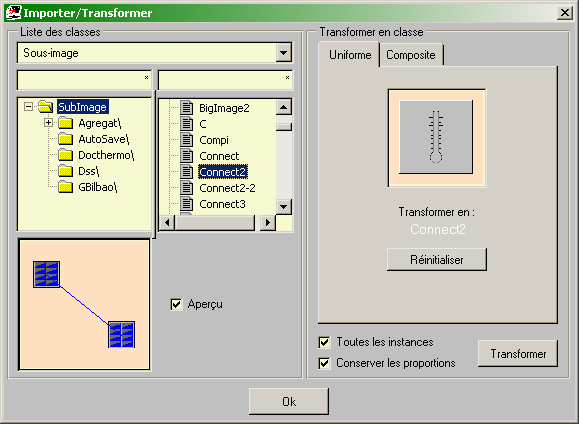 Importer/Transformer
Liste des classes
Sous-image
*
*
SubImage
Agregat\
AutoSave\
Docthermo\
Dss\
GBilbao\
BigImage2
C
Compi
Connect
Connect2
Connect2-2
Connect3
Aperçu
Transformer en classe
Uniforme
Composite
Transformer en :
Connect2
Réinitialiser
Toutes les instances
Conserver les proportions
Transformer
Ok